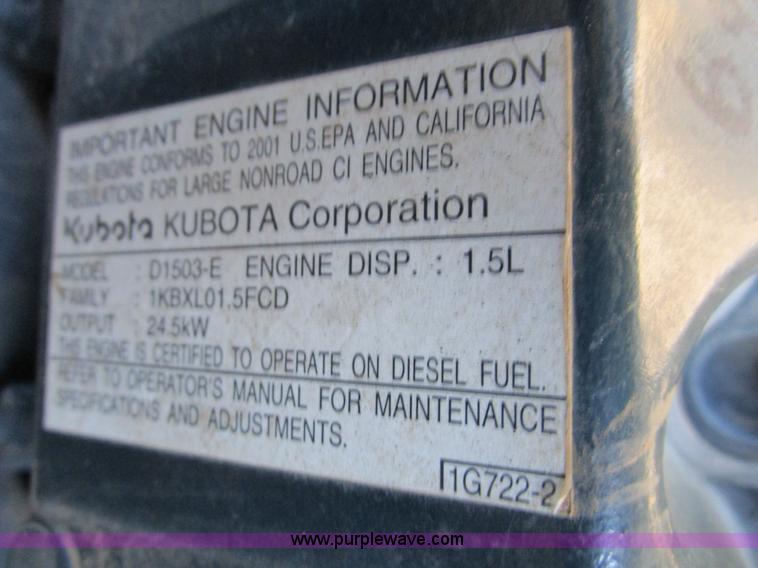 IMPORTANT ENGINE INFORMATION
THIS ENGINE CONFORMS TO 2001 U.S.EPA AND CALIFORNIA
REGULATIONS FOR LARGE NONROAD CI ENGINES.
Kubota KUBOTA Corporation
MODEL : D1503-E ENGINE DISP. : 1.5L
FAMILY : 1KBXL01.5FCD
OUTPUT : 24.5kW
THIS ENGINE IS CERTIFIED TO OPERATE ON DIESEL FUEL.
REFER TO OPERATOR'S MANUAL FOR MAINTENANCE
SPECIFICATIONS AND ADJUSTMENTS.
1G722-2
www.purplewave.com